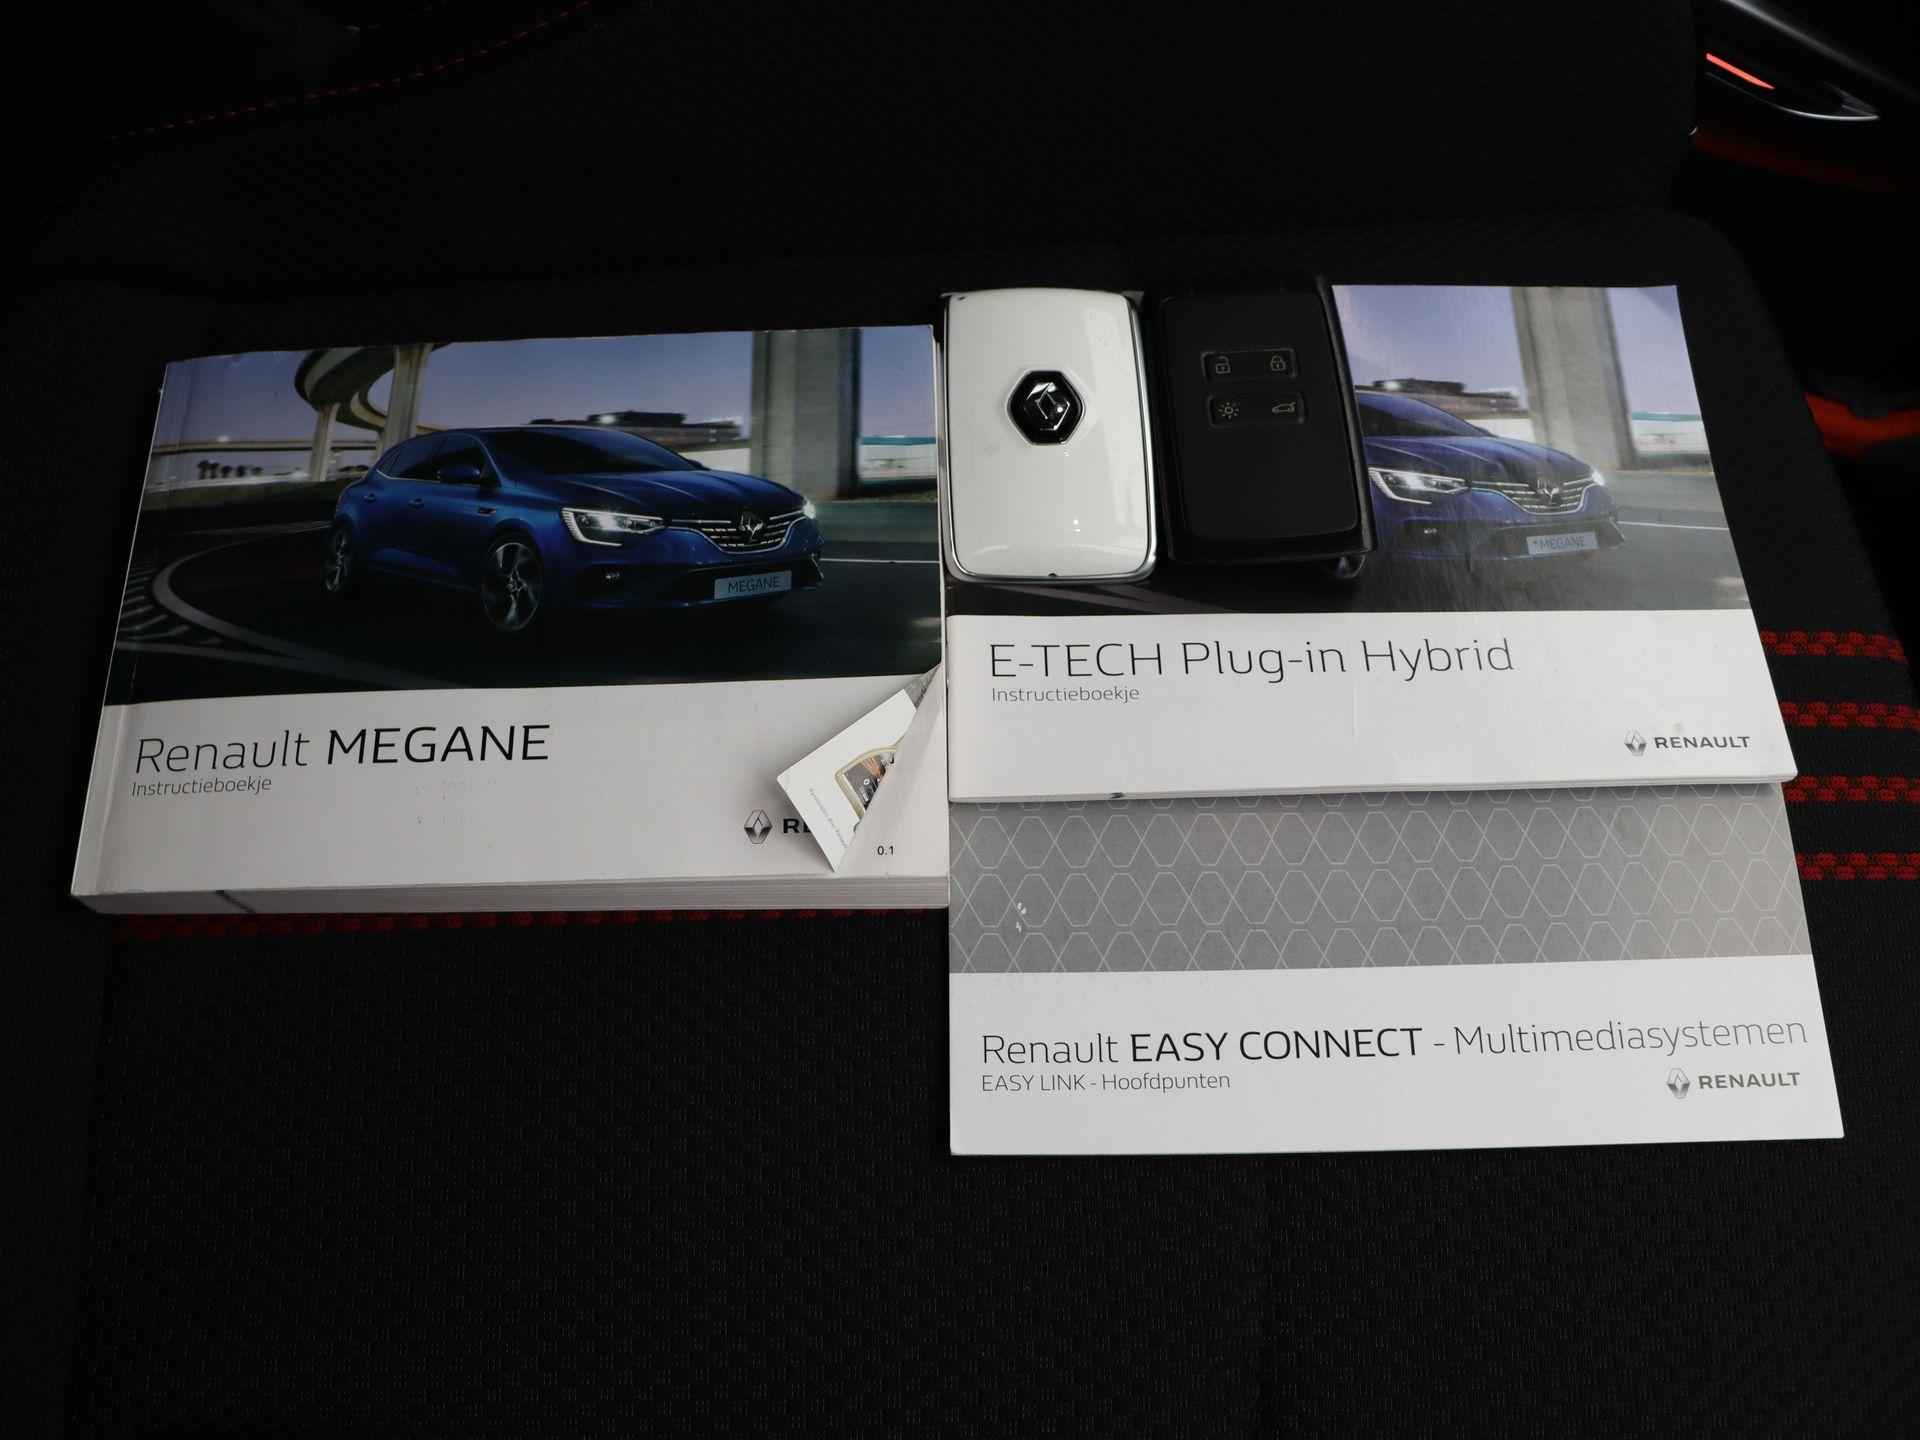 MEGANE
Renault MEGANE
Instructieboekje
0.1
MEGANE
E-TECH Plug-in Hybrid
Instructieboekje
RENAULT
Renault EASY CONNECT - Multimediasystemen
EASY LINK - Hoofdpunten
RENAULT